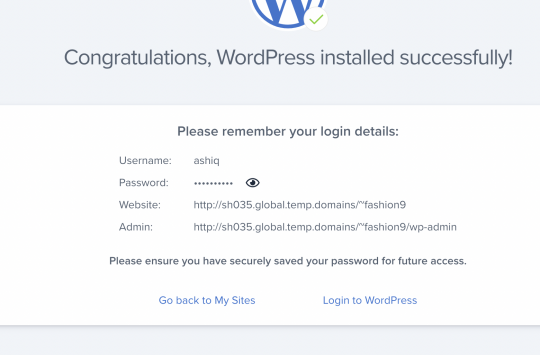 Congratulations, WordPress installed successfully!
Please remember your login details:
Username: ashiq
Password: ••••••••••
Website: http://sh035.global.temp.domains/~fashion9
Admin: http://sh035.global.temp.domains/~fashion9/wp-admin
Please ensure you have securely saved your password for future access.
Go back to My Sites Login to WordPress